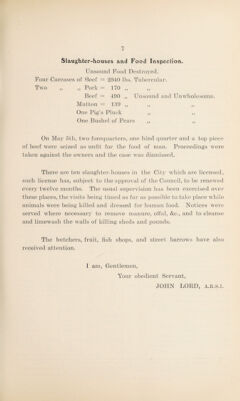 7
Slaughter-houses and Food Inspection.
Unsound Food Destroyed.
Four Carcases of Beef = 2340 lbs. Tubercular.
Two „ „ Pork = 170 „ „
Beef = 490 „ Unsound and Unwholesome.
Mutton = 139 „ „ „
One Pig's Pluck „ „
One Bushel of Pears „ „
On May 5th, two forequarters, one hind quarter and a top piece
of beef were seized as unfit for the food of man. Proceedings were
taken against the owners and the case was dismissed.
There are ten slaughter-houses in the City which are licensed,
such license has, subject to the approval of the Council, to be renewed
every twelve months. The usual supervision has been exercised over
these places, the visits being timed as far as possible to take place while
animals were being killed and dressed for human food. Notices were
served where necessary to remove manure, offal, &c., and to cleanse
and limewash the walls of killing sheds and pounds.
The butchers, fruit, fish shops, and street barrows have also
received attention.
I am, Gentlemen,
Your obedient Servant,
JOHN LORD, A.R.S.I.